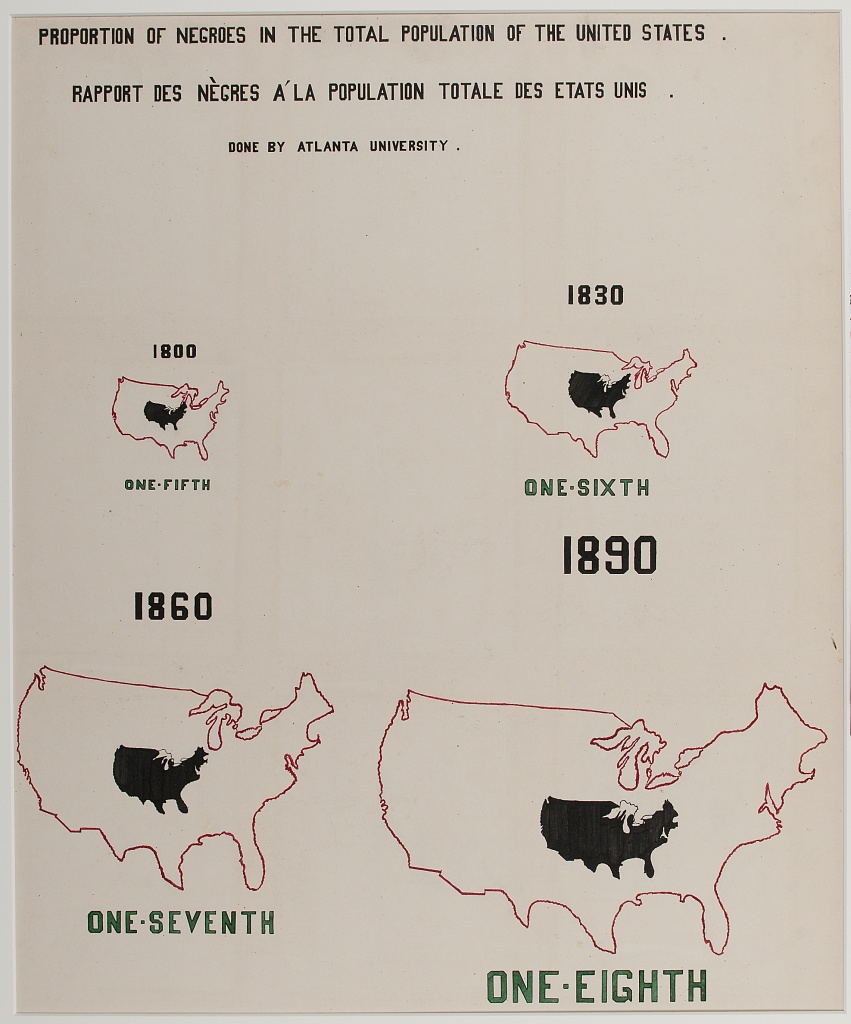 PROPORTION OF NEGROES IN THE TOTAL POPULATION OF THE UNITED STATES .
RAPPORT DES NÈGRES A´LA POPULATION TOTALE DES ETATS UNIS .
DONE BY ATLANTA UNIVERSITY .
1800
ONE-FIFTH
1830
ONE-SIXTH
1860
ONE-SEVENTH
1890
ONE-EIGHTH